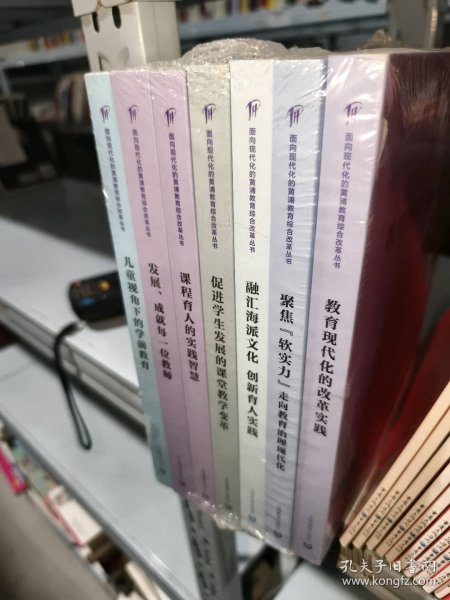 面向现代化的黄浦教育综合改革丛书
儿童视角下的学前教育
面向现代化的黄浦教育综合改革丛书
发展、成就每一位教师
面向现代化的黄浦教育综合改革丛书
课程育人的实践智慧
面向现代化的黄浦教育综合改革丛书
促进学生发展的课堂教学变革
面向现代化的黄浦教育综合改革丛书
融汇海派文化 创新育人实践
面向现代化的黄浦教育综合改革丛书
聚焦“软实力” 走向教育治理现代化
面向现代化的黄浦教育综合改革丛书
教育现代化的改革实践
孔夫子旧书网
www.kongfz.com